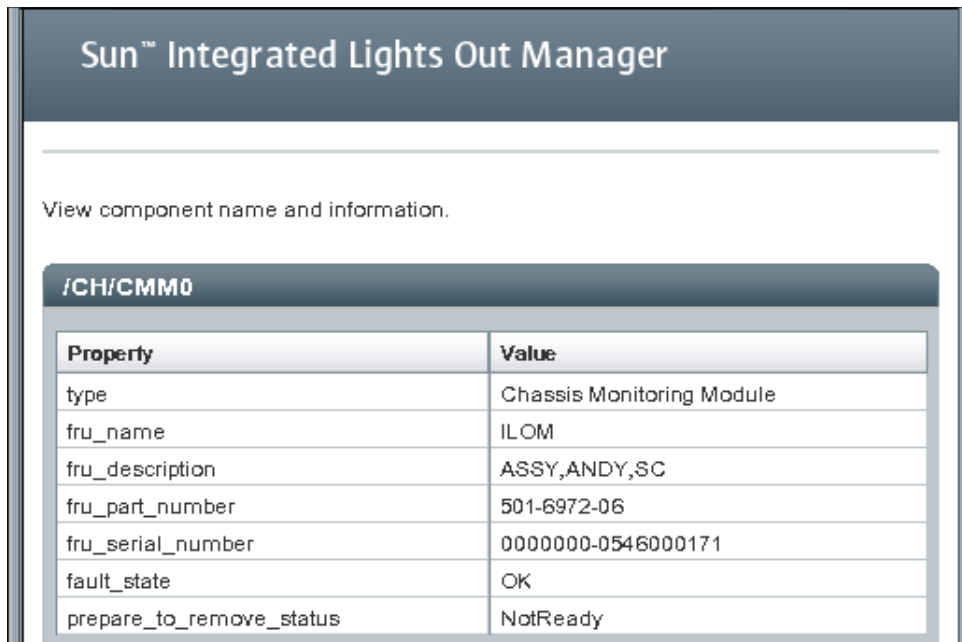 Sun™ Integrated Lights Out Manager
View component name and information.
/CH/CMM0
Property Value
type Chassis Monitoring Module
fru_name ILOM
fru_description ASSY,ANDY,SC
fru_part_number 501-6972-06
fru_serial_number 0000000-0546000171
fault_state OK
prepare_to_remove_status NotReady